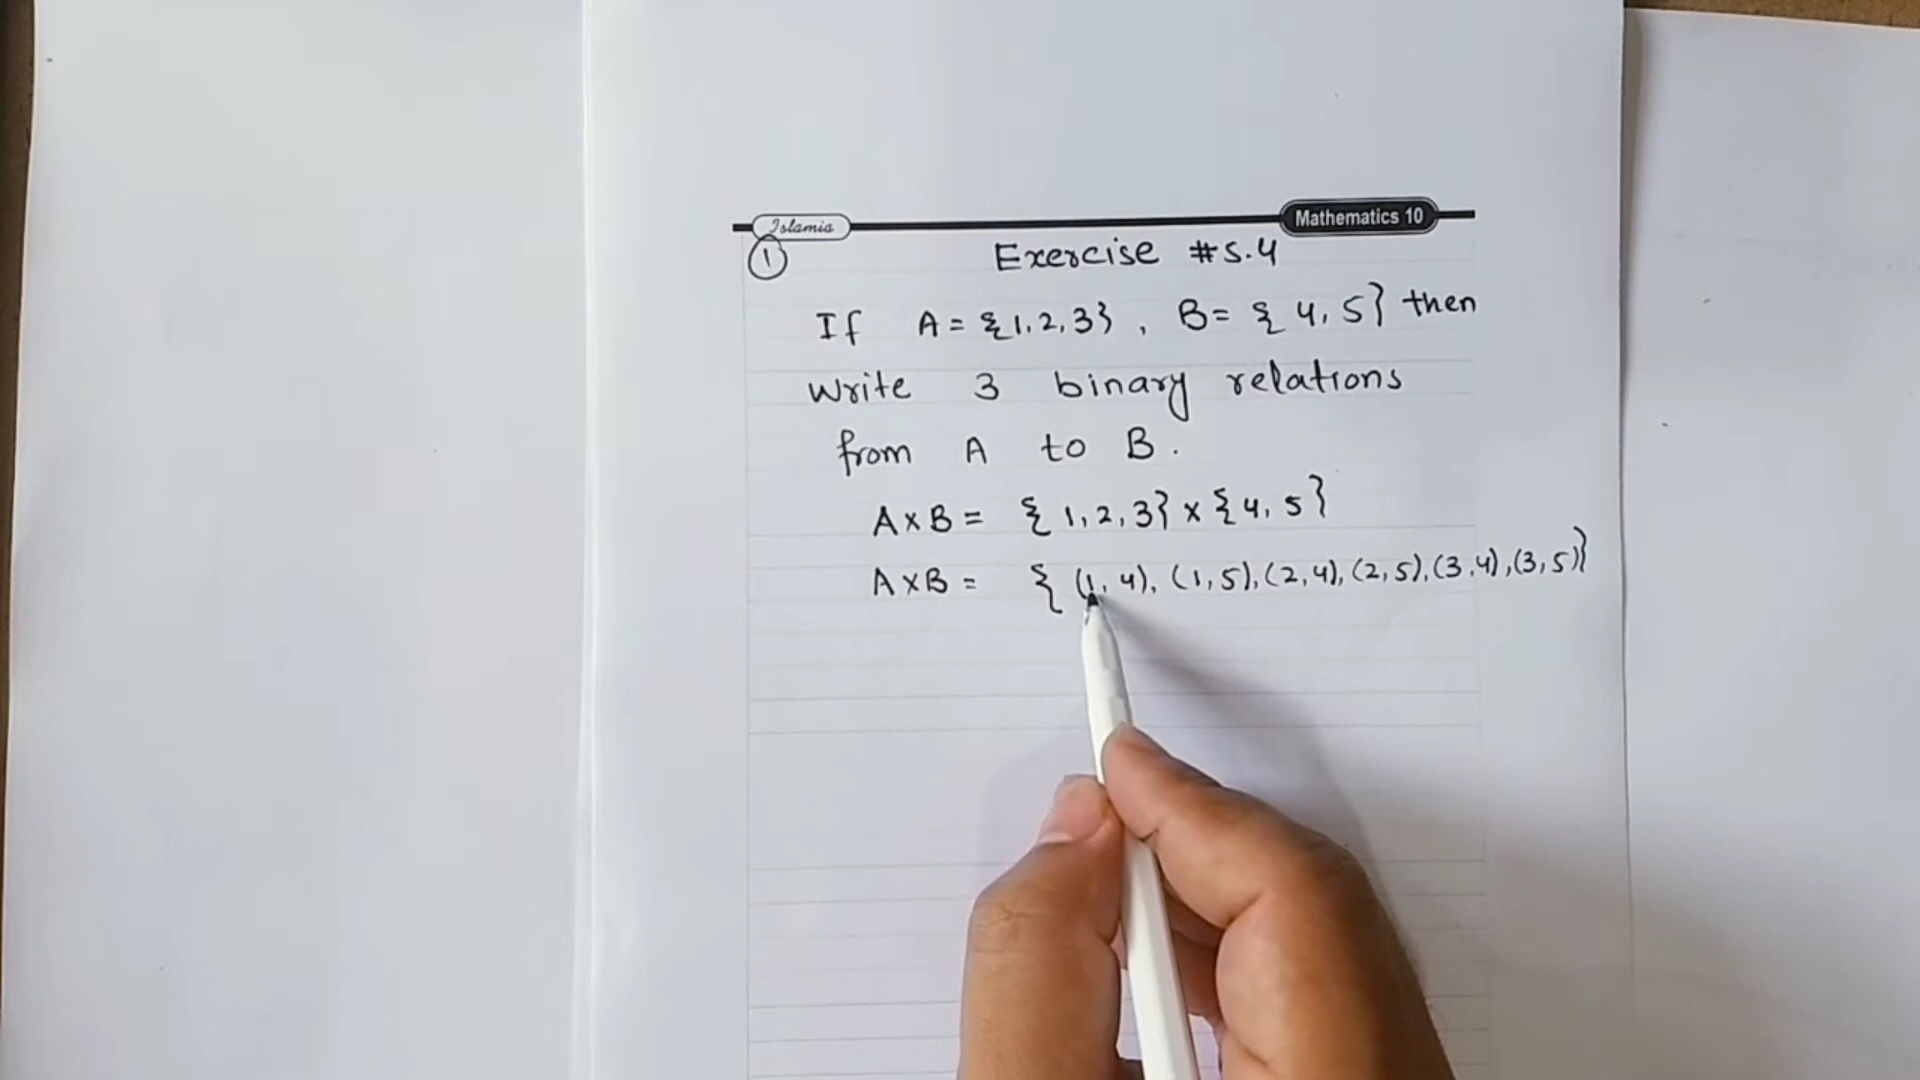 Islamia
Mathematics 10
1 Exercise #5.4
If A = {1,2,3}, B = {4,5} then
Write 3 binary relations
from A to B.
A×B = {1,2,3} × {4,5}
A×B = {(1,4), (1,5), (2,4), (2,5), (3,4), (3,5)}